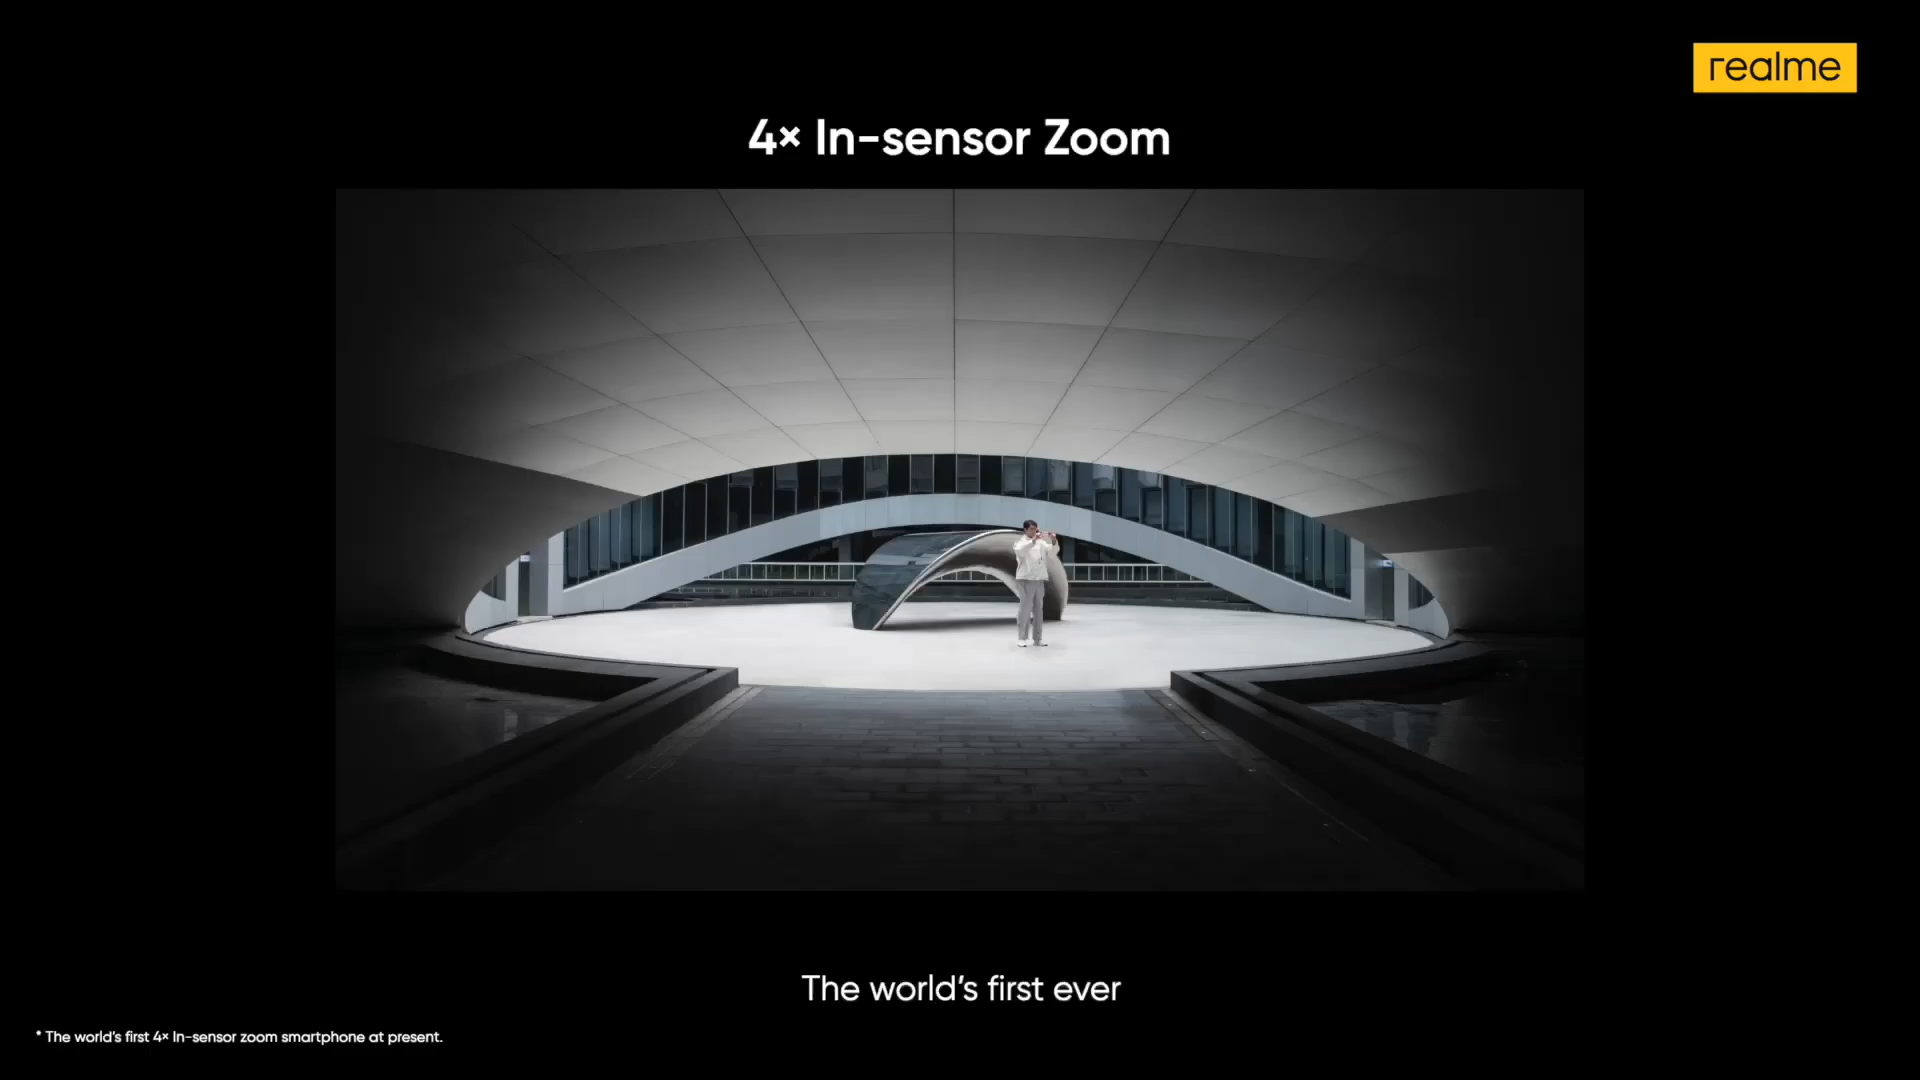 realme
4× In-sensor Zoom
The world's first ever
* The world's first 4× In-sensor zoom smartphone at present.